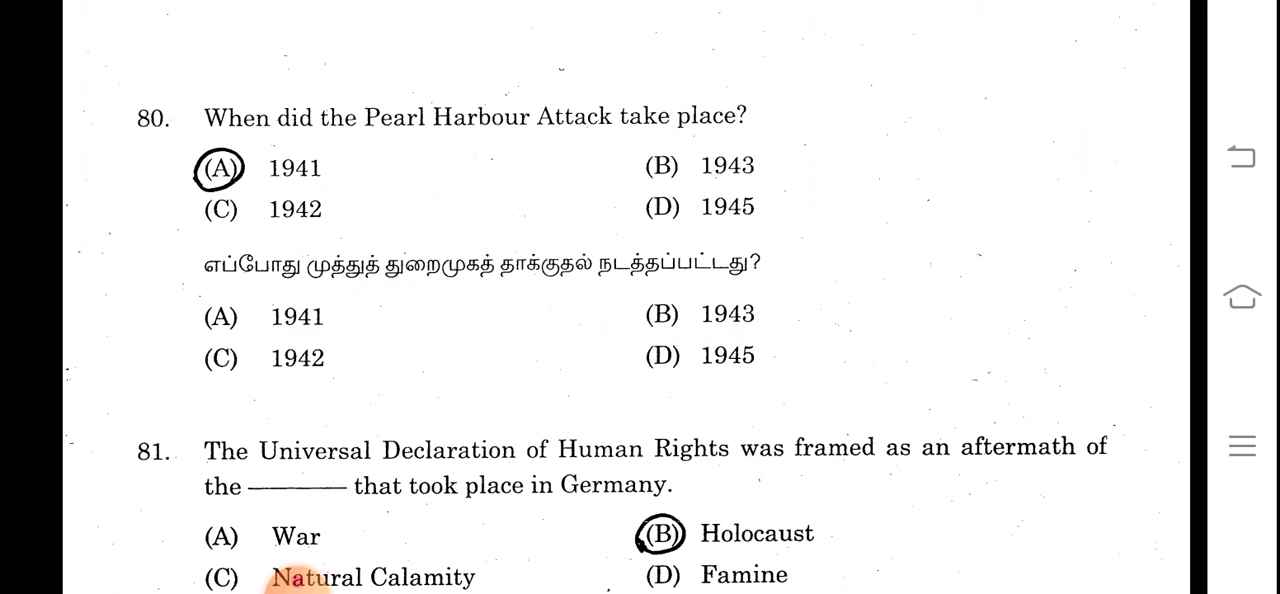 80. When did the Pearl Harbour Attack take place?
(A) 1941 (B) 1943
(C) 1942 (D) 1945
எப்போது முத்துத் துறைமுகத் தாக்குதல் நடத்தப்பட்டது?
(A) 1941 (B) 1943
(C) 1942 (D) 1945
81. The Universal Declaration of Human Rights was framed as an aftermath of
the ———— that took place in Germany.
(A) War (B) Holocaust
(C) Natural Calamity (D) Famine